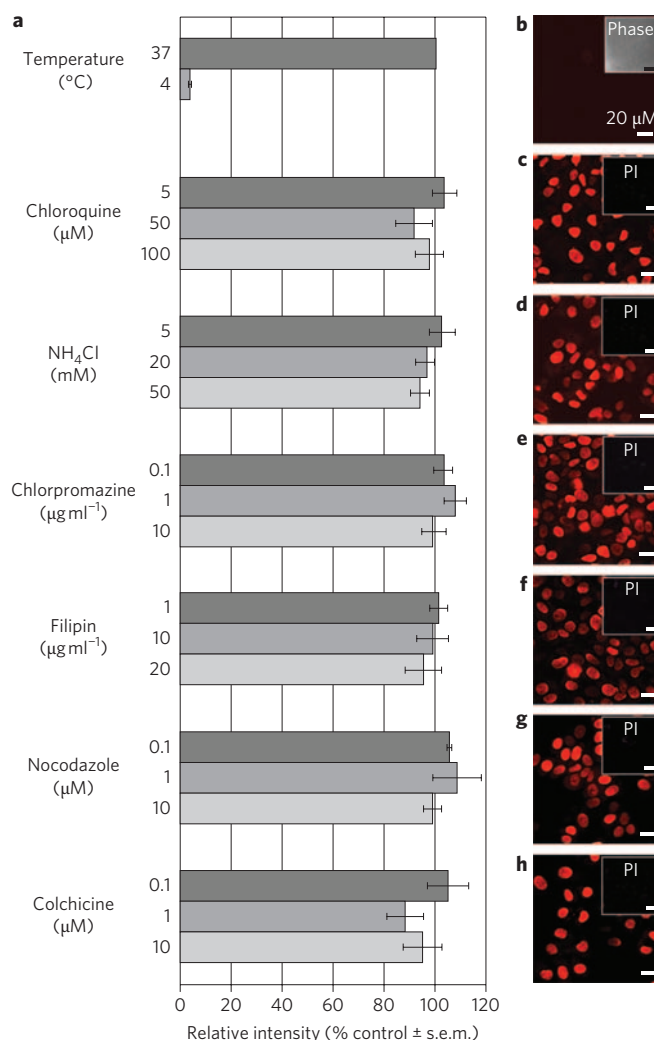 a
Temperature
(°C)
37
4
Chloroquine
(μM)
5
50
100
NH₄Cl
(mM)
5
20
50
Chlorpromazine
(μg ml⁻¹)
0.1
1
10
Filipin
(μg ml⁻¹)
1
10
20
Nocodazole
(μM)
0.1
1
10
Colchicine
(μM)
0.1
1
10
0 20 40 60 80 100 120
Relative intensity (% control ± s.e.m.)
b
Phase
20 μM
c
PI
d
PI
e
PI
f
PI
g
PI
h
PI